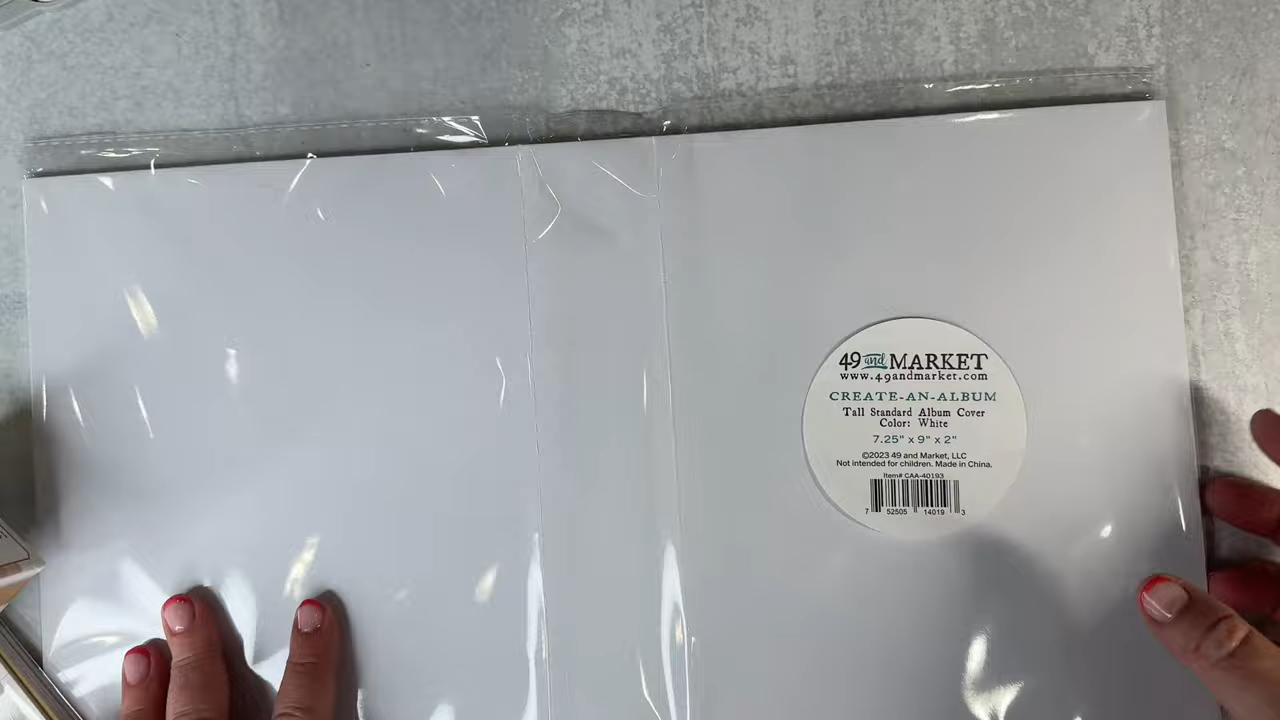 49 and MARKET
www.49andmarket.com
CREATE-AN-ALBUM
Tall Standard Album Cover
Color: White
7.25" x 9" x 2"
©2023 49 and Market, LLC
Not intended for children. Made in China.
Item# CAA-40193
7 52505 14019 3